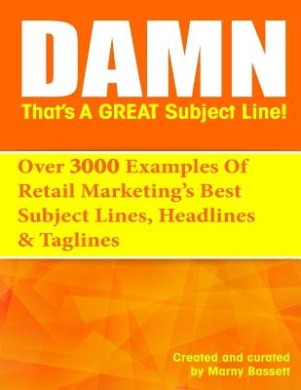 DAMN
That's A GREAT Subject Line!
Over 3000 Examples Of
Retail Marketing's Best
Subject Lines, Headlines
& Taglines
Created and curated
by Marny Bassett